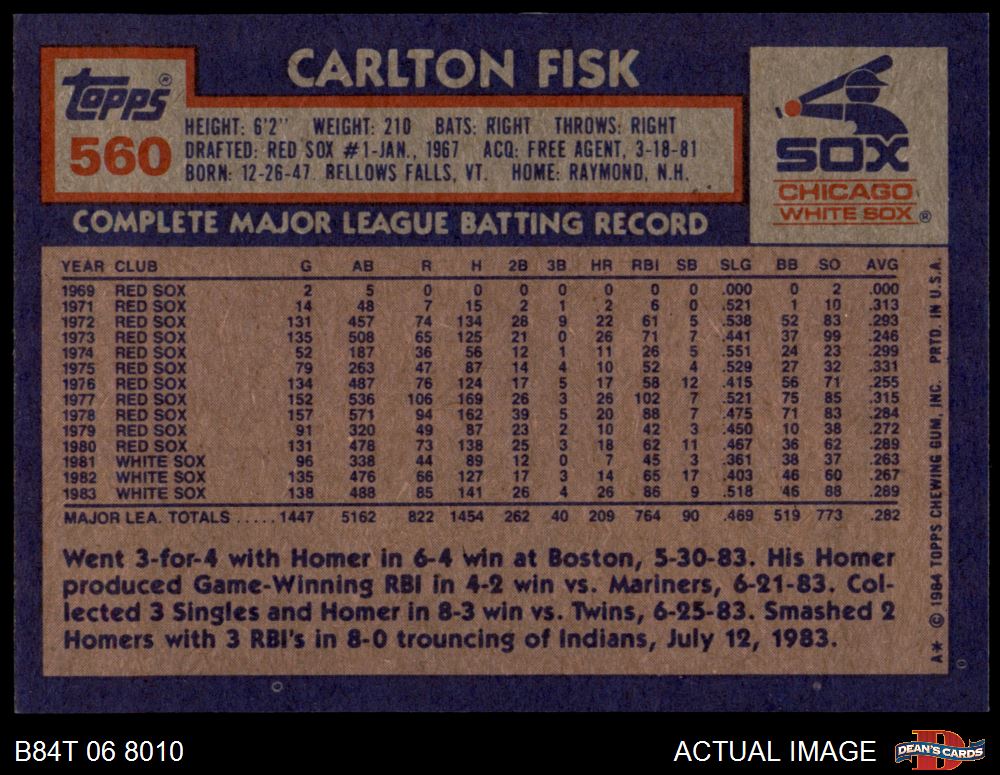 CARLTON FISK
topps®
560
HEIGHT: 6'2" WEIGHT: 210 BATS: RIGHT THROWS: RIGHT
DRAFTED: RED SOX #1-JAN., 1967 ACQ: FREE AGENT, 3-18-81
BORN: 12-26-47, BELLOWS FALLS, VT. HOME: RAYMOND, N.H.
SOX
CHICAGO
WHITE SOX®
COMPLETE MAJOR LEAGUE BATTING RECORD
YEAR CLUB G AB R H 2B 3B HR RBI SB SLG BB SO AVG
1969 RED SOX 2 5 0 0 0 0 0 0 0 .000 0 2 .000
1971 RED SOX 14 48 7 15 2 1 2 6 0 .521 1 10 .313
1972 RED SOX 131 457 74 134 28 9 22 61 5 .538 52 83 .293
1973 RED SOX 135 508 65 125 21 0 26 71 7 .441 37 99 .246
1974 RED SOX 52 187 36 56 12 1 11 26 5 .551 24 23 .299
1975 RED SOX 79 263 47 87 14 4 10 52 4 .529 27 32 .331
1976 RED SOX 134 487 76 124 17 5 17 58 12 .415 56 71 .255
1977 RED SOX 152 536 106 169 26 3 26 102 7 .521 75 85 .315
1978 RED SOX 157 571 94 162 39 5 20 88 7 .475 71 83 .284
1979 RED SOX 91 320 49 87 23 2 10 42 3 .450 10 38 .272
1980 RED SOX 131 478 73 138 25 3 18 62 11 .467 36 62 .289
1981 WHITE SOX 96 338 44 89 12 0 7 45 3 .361 38 37 .263
1982 WHITE SOX 135 476 66 127 17 3 14 65 17 .403 46 60 .267
1983 WHITE SOX 138 488 85 141 26 4 26 86 9 .518 46 88 .289
MAJOR LEA. TOTALS .....1447 5162 822 1454 262 40 209 764 90 .469 519 773 .282
Went 3-for-4 with Homer in 6-4 win at Boston, 5-30-83. His Homer
produced Game-Winning RBI in 4-2 win vs. Mariners, 6-21-83. Col-
lected 3 Singles and Homer in 8-3 win vs. Twins, 6-25-83. Smashed 2
Homers with 3 RBI's in 8-0 trouncing of Indians, July 12, 1983.
A* © 1984 TOPPS CHEWING GUM, INC. PRTD. IN U.S.A.
B84T 06 8010
ACTUAL IMAGE
DEAN'S CARDS